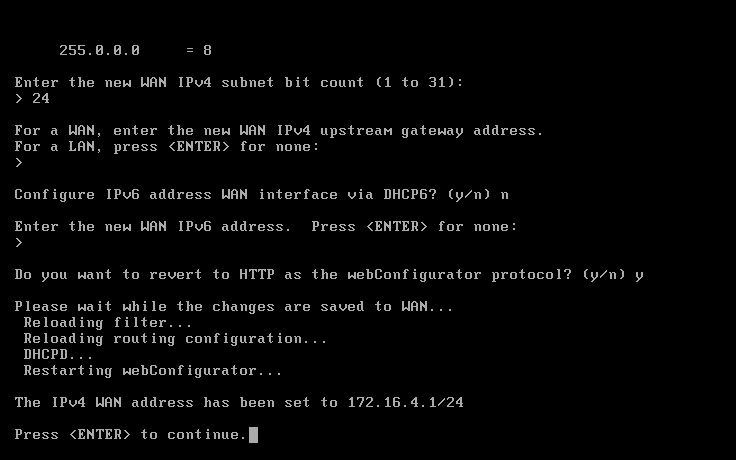 255.0.0.0     = 8
Enter the new WAN IPv4 subnet bit count (1 to 31):
> 24
For a WAN, enter the new WAN IPv4 upstream gateway address.
For a LAN, press <ENTER> for none:
>
Configure IPv6 address WAN interface via DHCP6? (y/n) n
Enter the new WAN IPv6 address.  Press <ENTER> for none:
>
Do you want to revert to HTTP as the webConfigurator protocol? (y/n) y
Please wait while the changes are saved to WAN...
Reloading filter...
Reloading routing configuration...
DHCPD...
Restarting webConfigurator...
The IPv4 WAN address has been set to 172.16.4.1/24
Press <ENTER> to continue.